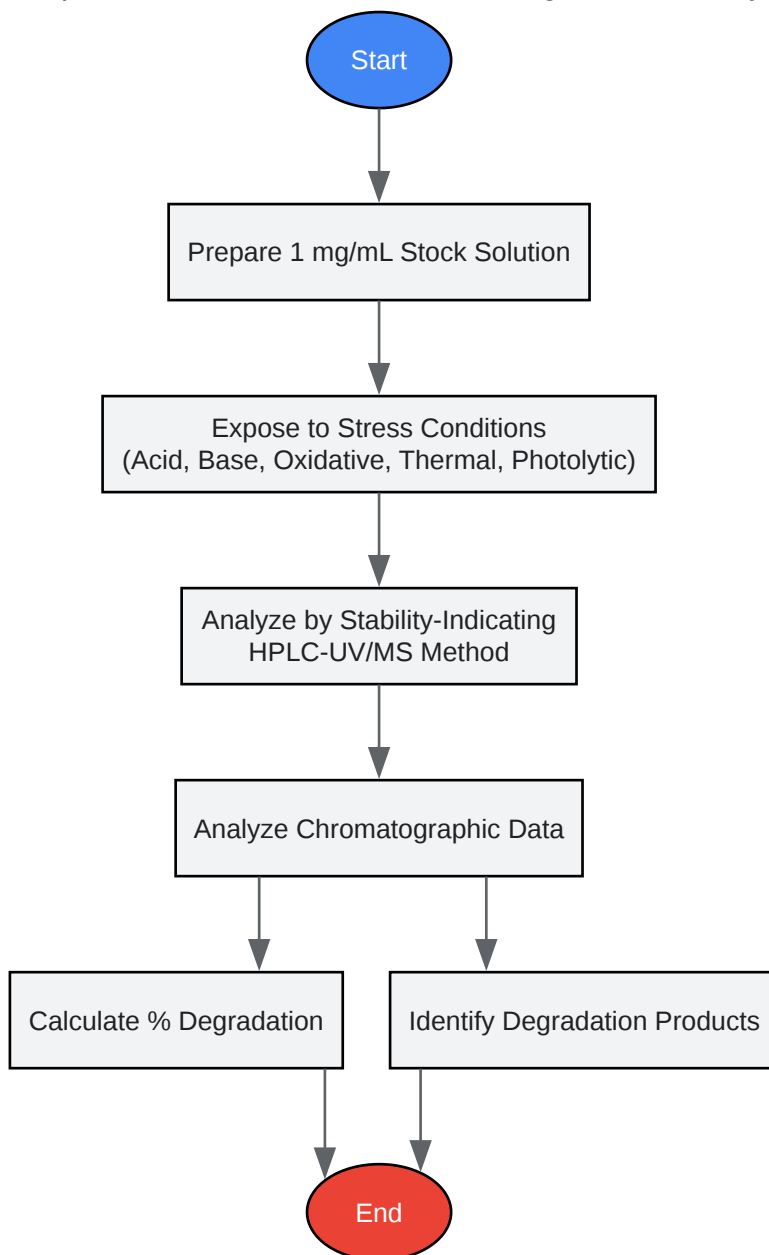 Start
Prepare 1 mg/mL Stock Solution
Expose to Stress Conditions
(Acid, Base, Oxidative, Thermal, Photolytic)
Analyze by Stability-Indicating
HPLC-UV/MS Method
Analyze Chromatographic Data
Calculate % Degradation
Identify Degradation Products
End